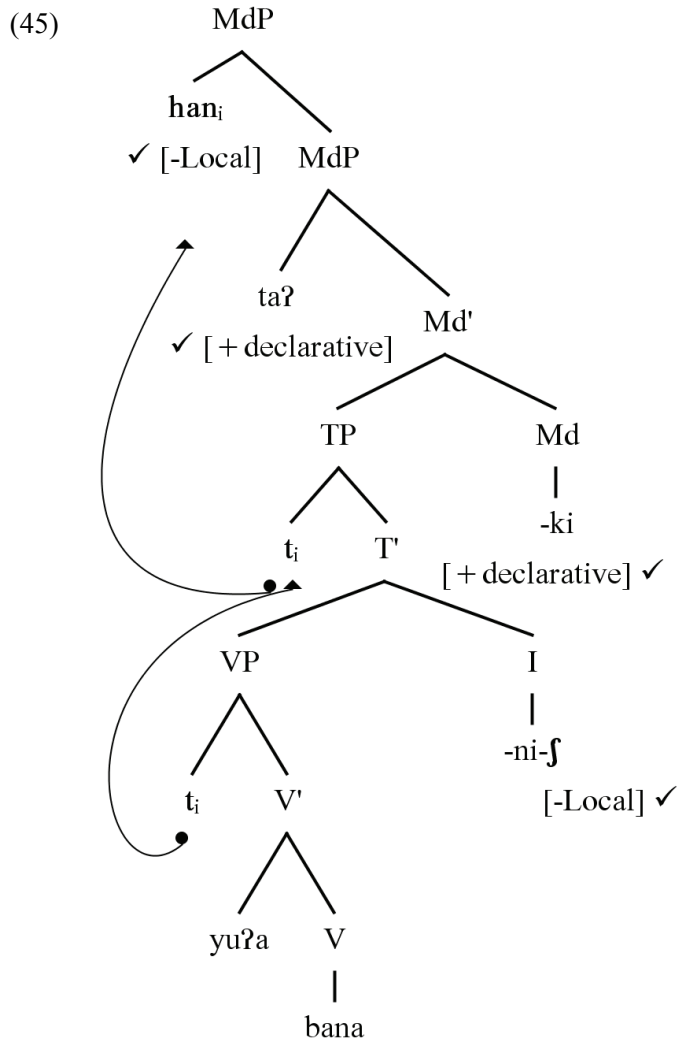 (45) MdP
hanᵢ
✓ [-Local] MdP
taʔ
Md'
✓ [+declarative]
TP Md
-ki
tᵢ T'
[+declarative] ✓
VP I
-ni-ʃ
tᵢ V'
[-Local] ✓
yuʔa V
bana